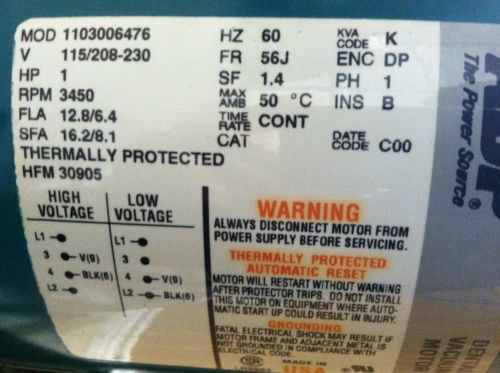 MOD 1103006476
V 115/208-230
HP 1
RPM 3450
FLA 12.8/6.4
SFA 16.2/8.1
THERMALLY PROTECTED
HFM 30905
HZ 60
FR 56J
SF 1.4
MAX AMB 50 °C
TIME RATE CONT
CAT
KVA CODE K
ENC DP
PH 1
INS B
DATE CODE C00
HIGH VOLTAGE
L1
3 V(9)
4 BLK(6)
L2
LOW VOLTAGE
L1
3
4 V(9)
L2 BLK(6)
WARNING
ALWAYS DISCONNECT MOTOR FROM
POWER SUPPLY BEFORE SERVICING.
THERMALLY PROTECTED
AUTOMATIC RESET
MOTOR WILL RESTART WITHOUT WARNING
AFTER PROTECTOR TRIPS. DO NOT INSTALL
THIS MOTOR ON EQUIPMENT WHERE AUTO-
MATIC START UP COULD RESULT IN INJURY.
GROUNDING
FATAL ELECTRICAL SHOCK MAY RESULT IF
MOTOR FRAME AND ADJACENT METAL IS
NOT GROUNDED IN COMPLIANCE WITH
ELECTRICAL CODE.
MADE IN
USA
The Power Source
®
VACUUM
MOTOR